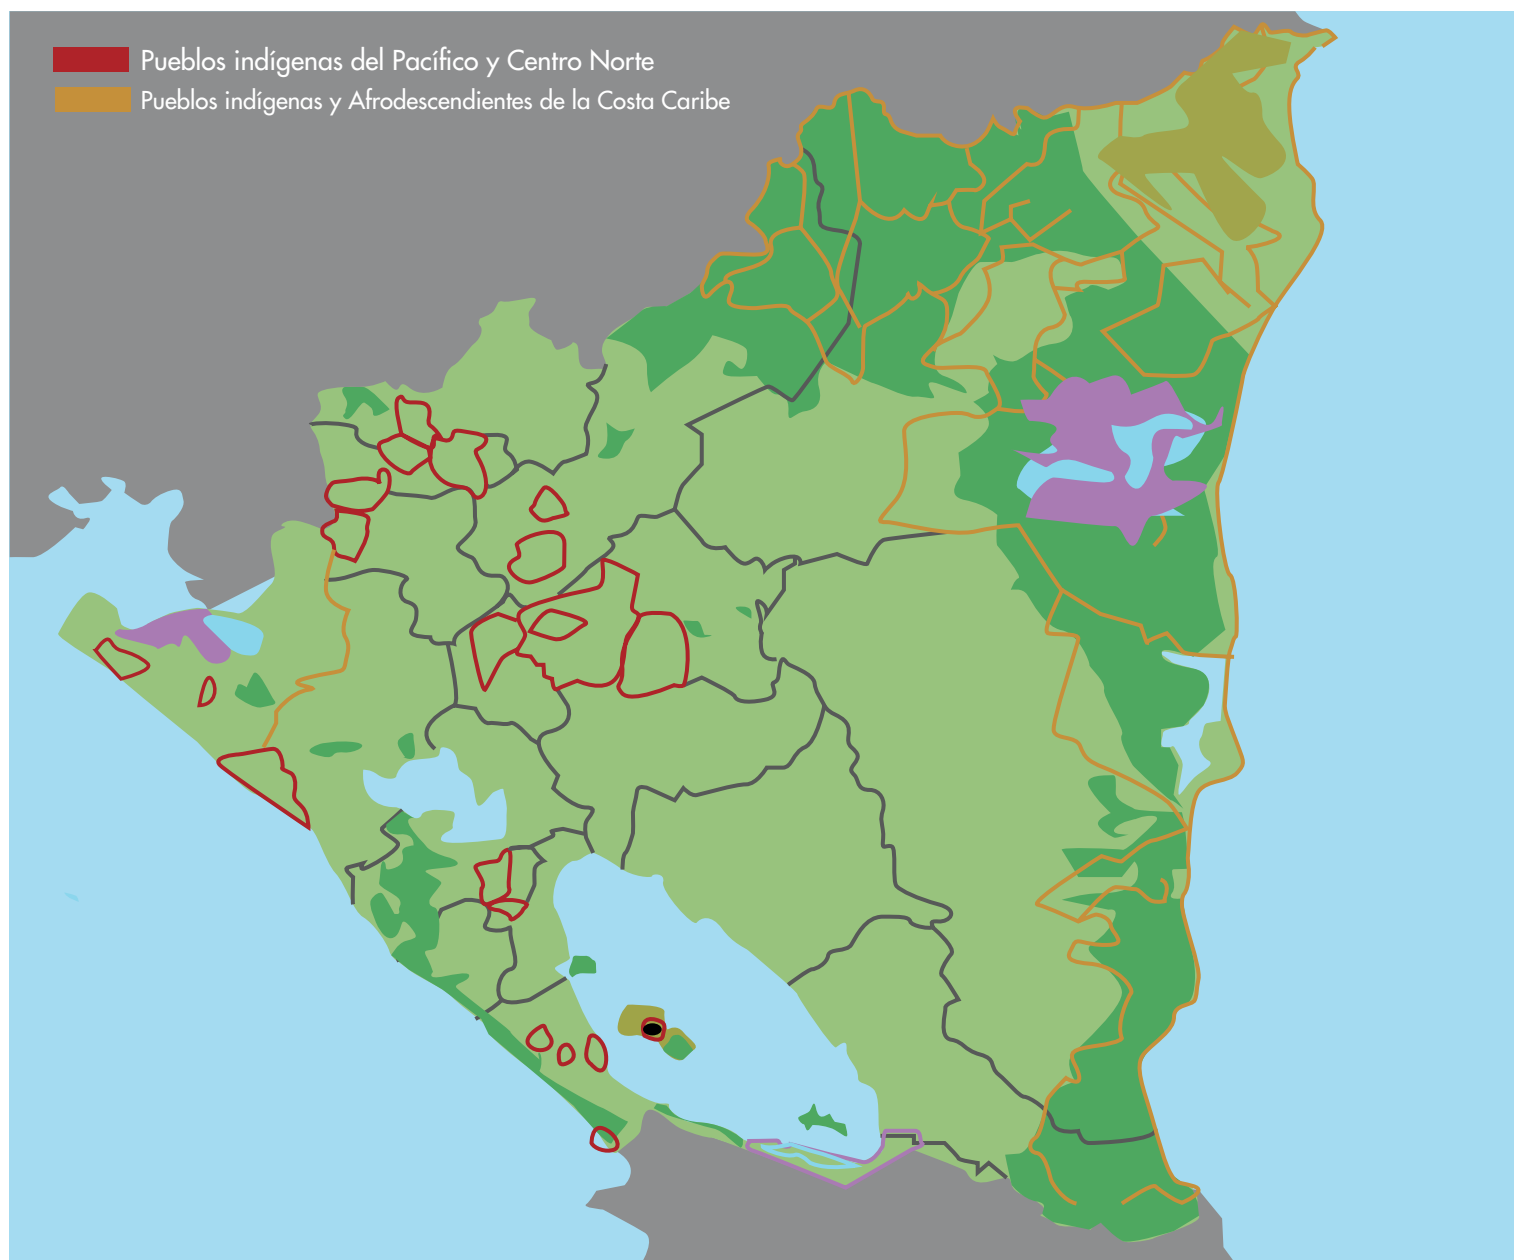 Pueblos indígenas del Pacífico y Centro Norte
Pueblos indígenas y Afrodescendientes de la Costa Caribe